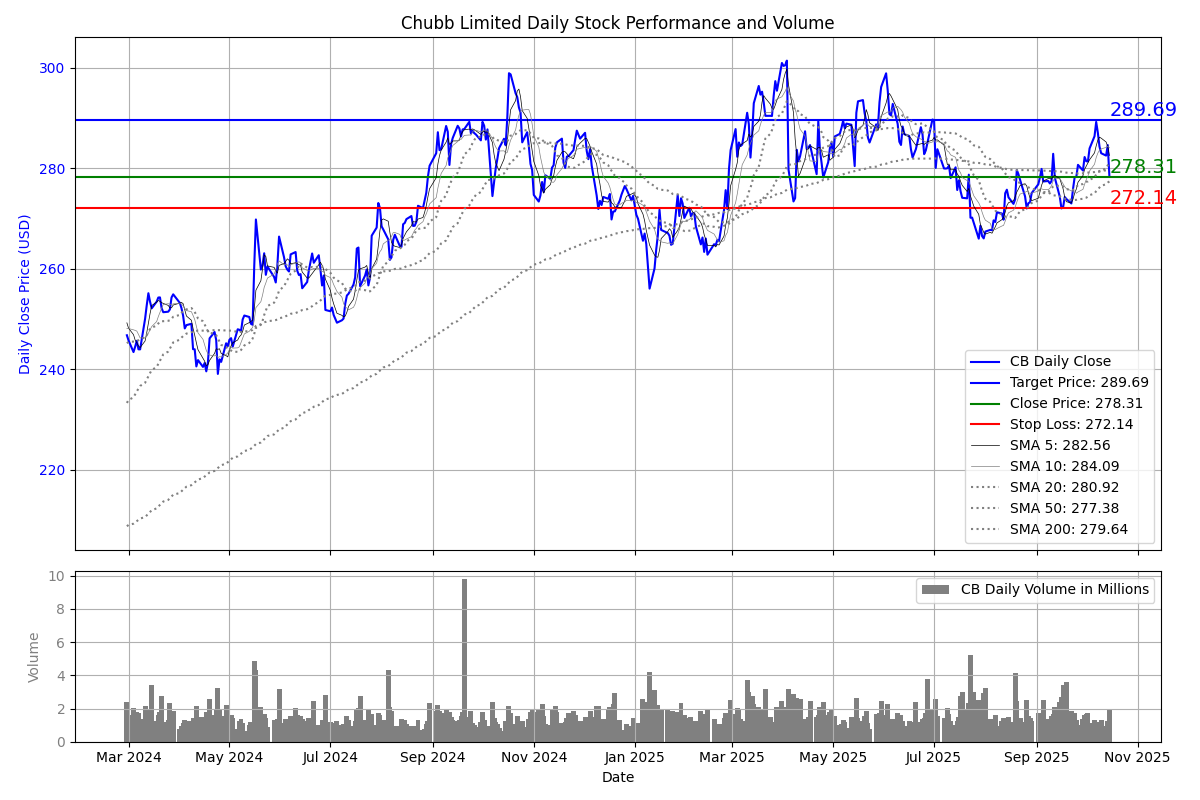 Chubb Limited Daily Stock Performance and Volume
300
280
260
240
220
Daily Close Price (USD)
289.69
278.31
272.14
CB Daily Close
Target Price: 289.69
Close Price: 278.31
Stop Loss: 272.14
SMA 5: 282.56
SMA 10: 284.09
SMA 20: 280.92
SMA 50: 277.38
SMA 200: 279.64
10
8
6
4
2
0
Volume
CB Daily Volume in Millions
Mar 2024 May 2024 Jul 2024 Sep 2024 Nov 2024 Jan 2025 Mar 2025 May 2025 Jul 2025 Sep 2025 Nov 2025
Date